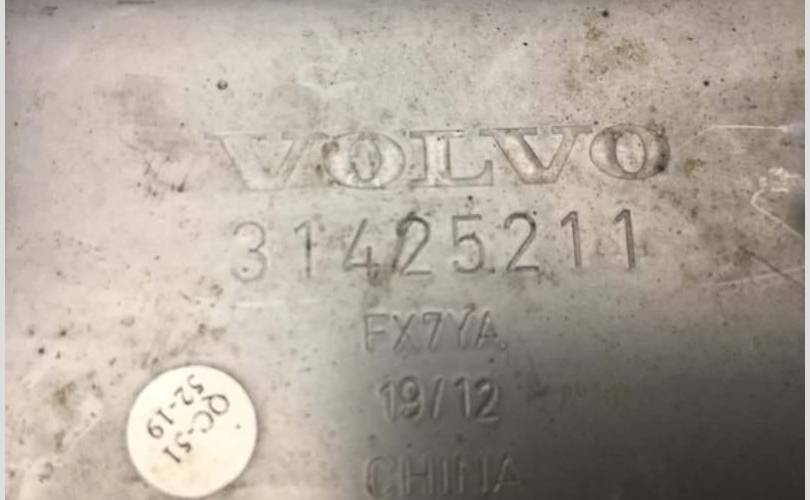 VOLVO
31425211
FX7YA
19/12
CHINA
QC-51
52-19